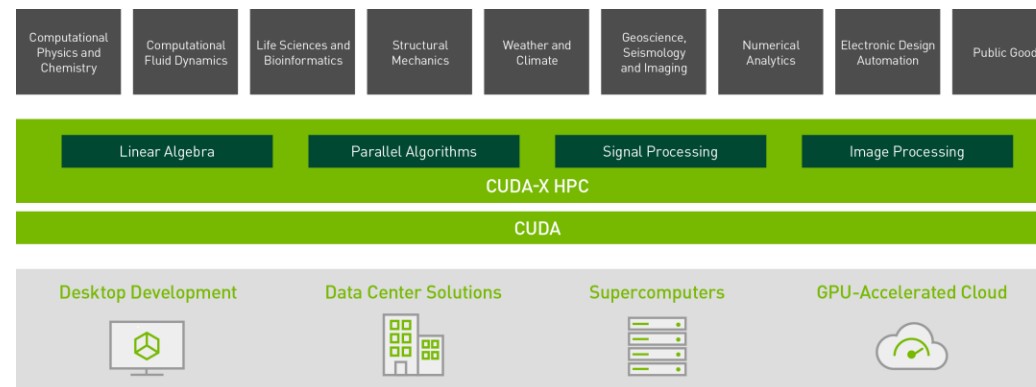 Computational
Physics and
Chemistry
Computational
Fluid Dynamics
Life Sciences and
Bioinformatics
Structural
Mechanics
Weather and
Climate
Geoscience,
Seismology
and Imaging
Numerical
Analytics
Electronic Design
Automation
Public Good
Linear Algebra
Parallel Algorithms
Signal Processing
Image Processing
CUDA-X HPC
CUDA
Desktop Development
Data Center Solutions
Supercomputers
GPU-Accelerated Cloud